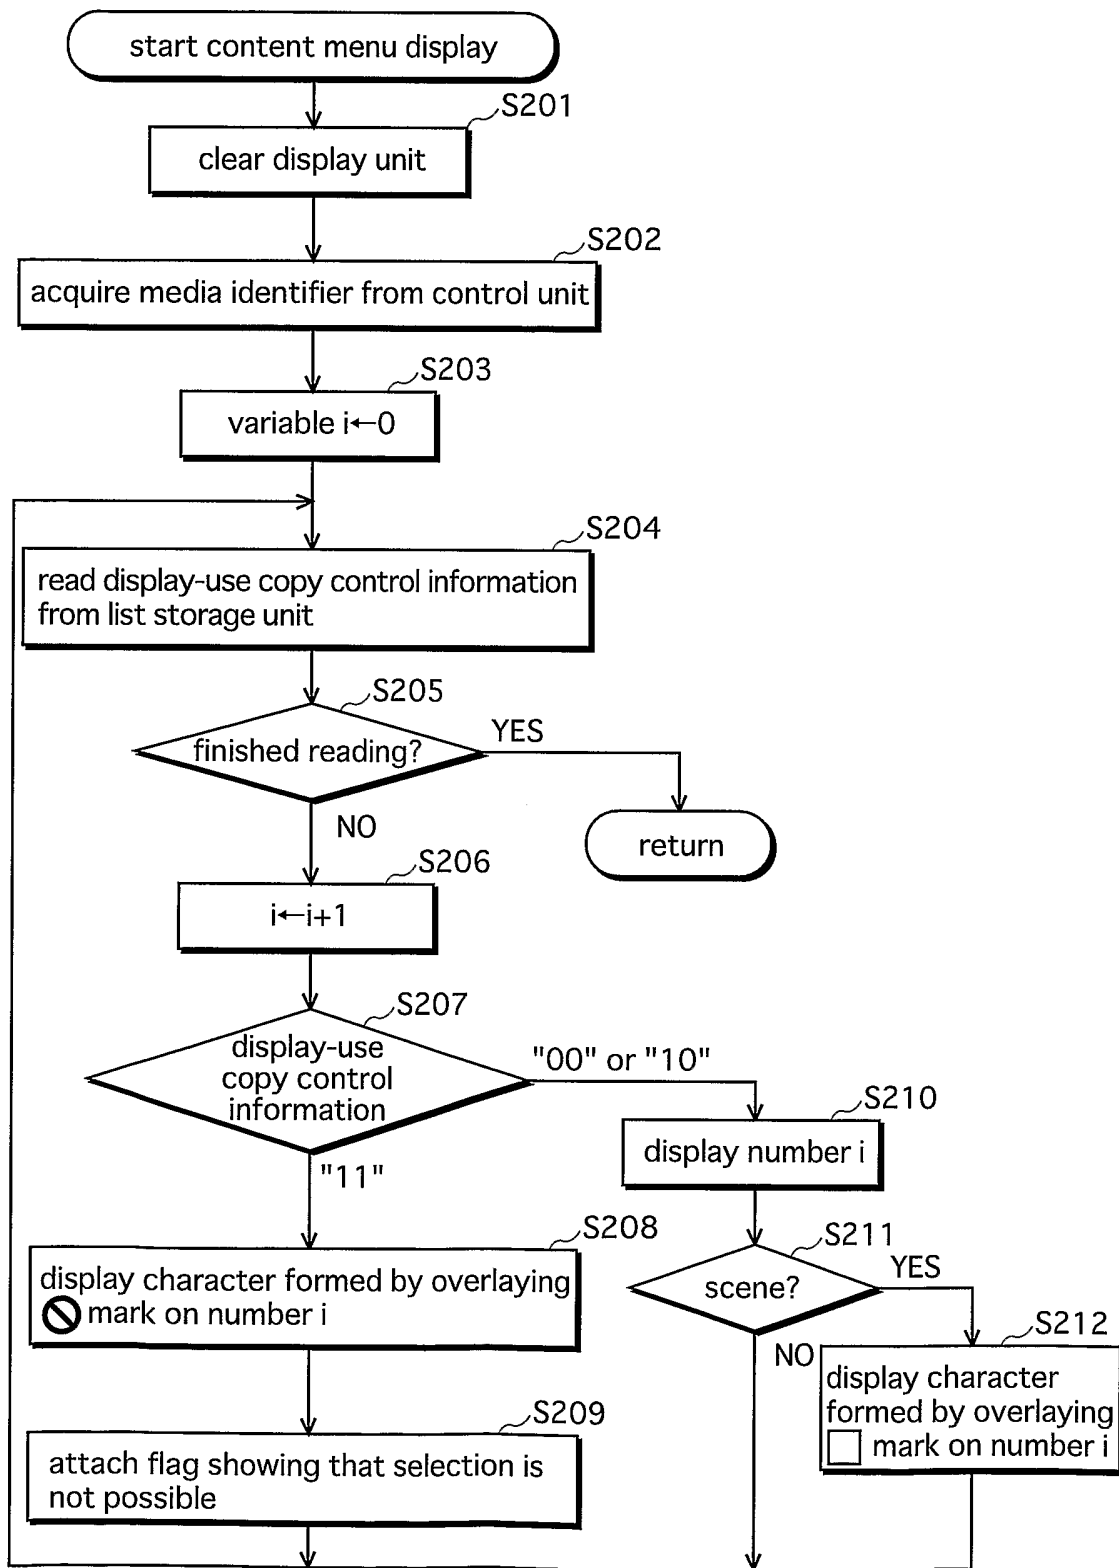 start content menu display
S201
clear display unit
S202
acquire media identifier from control unit
S203
variable i←0
S204
read display-use copy control information
from list storage unit
S205
finished reading?
YES
NO
return
S206
i←i+1
S207
display-use
copy control
information
"00" or "10"
"11"
S210
display number i
S208
display character formed by overlaying
mark on number i
S211
scene?
YES
NO
S212
display character
formed by overlaying
mark on number i
S209
attach flag showing that selection is
not possible